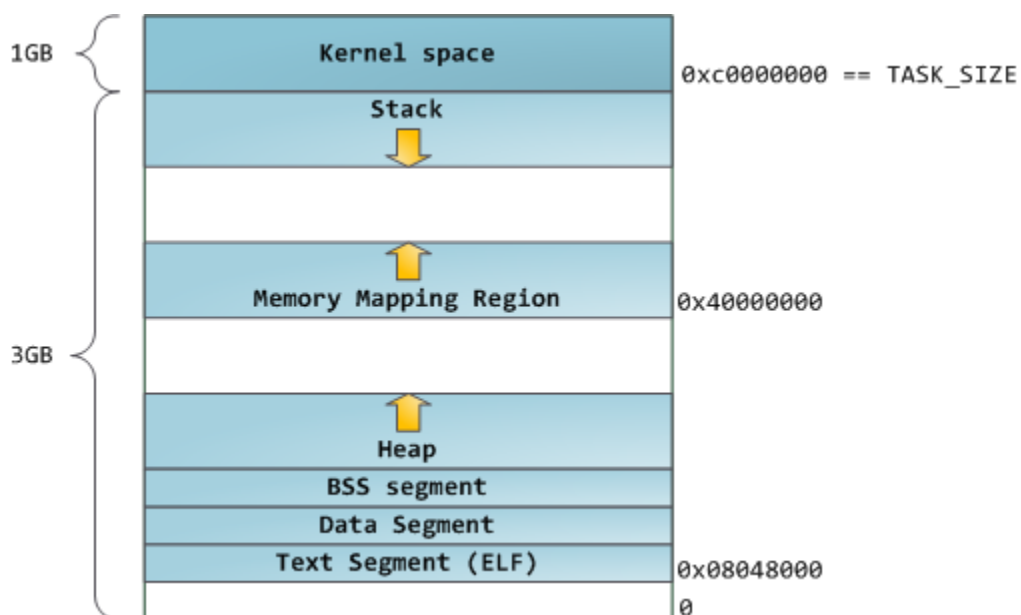 1GB
Kernel space
0xc0000000 == TASK_SIZE
Stack
Memory Mapping Region
0x40000000
3GB
Heap
BSS segment
Data Segment
Text Segment (ELF)
0x08048000
0